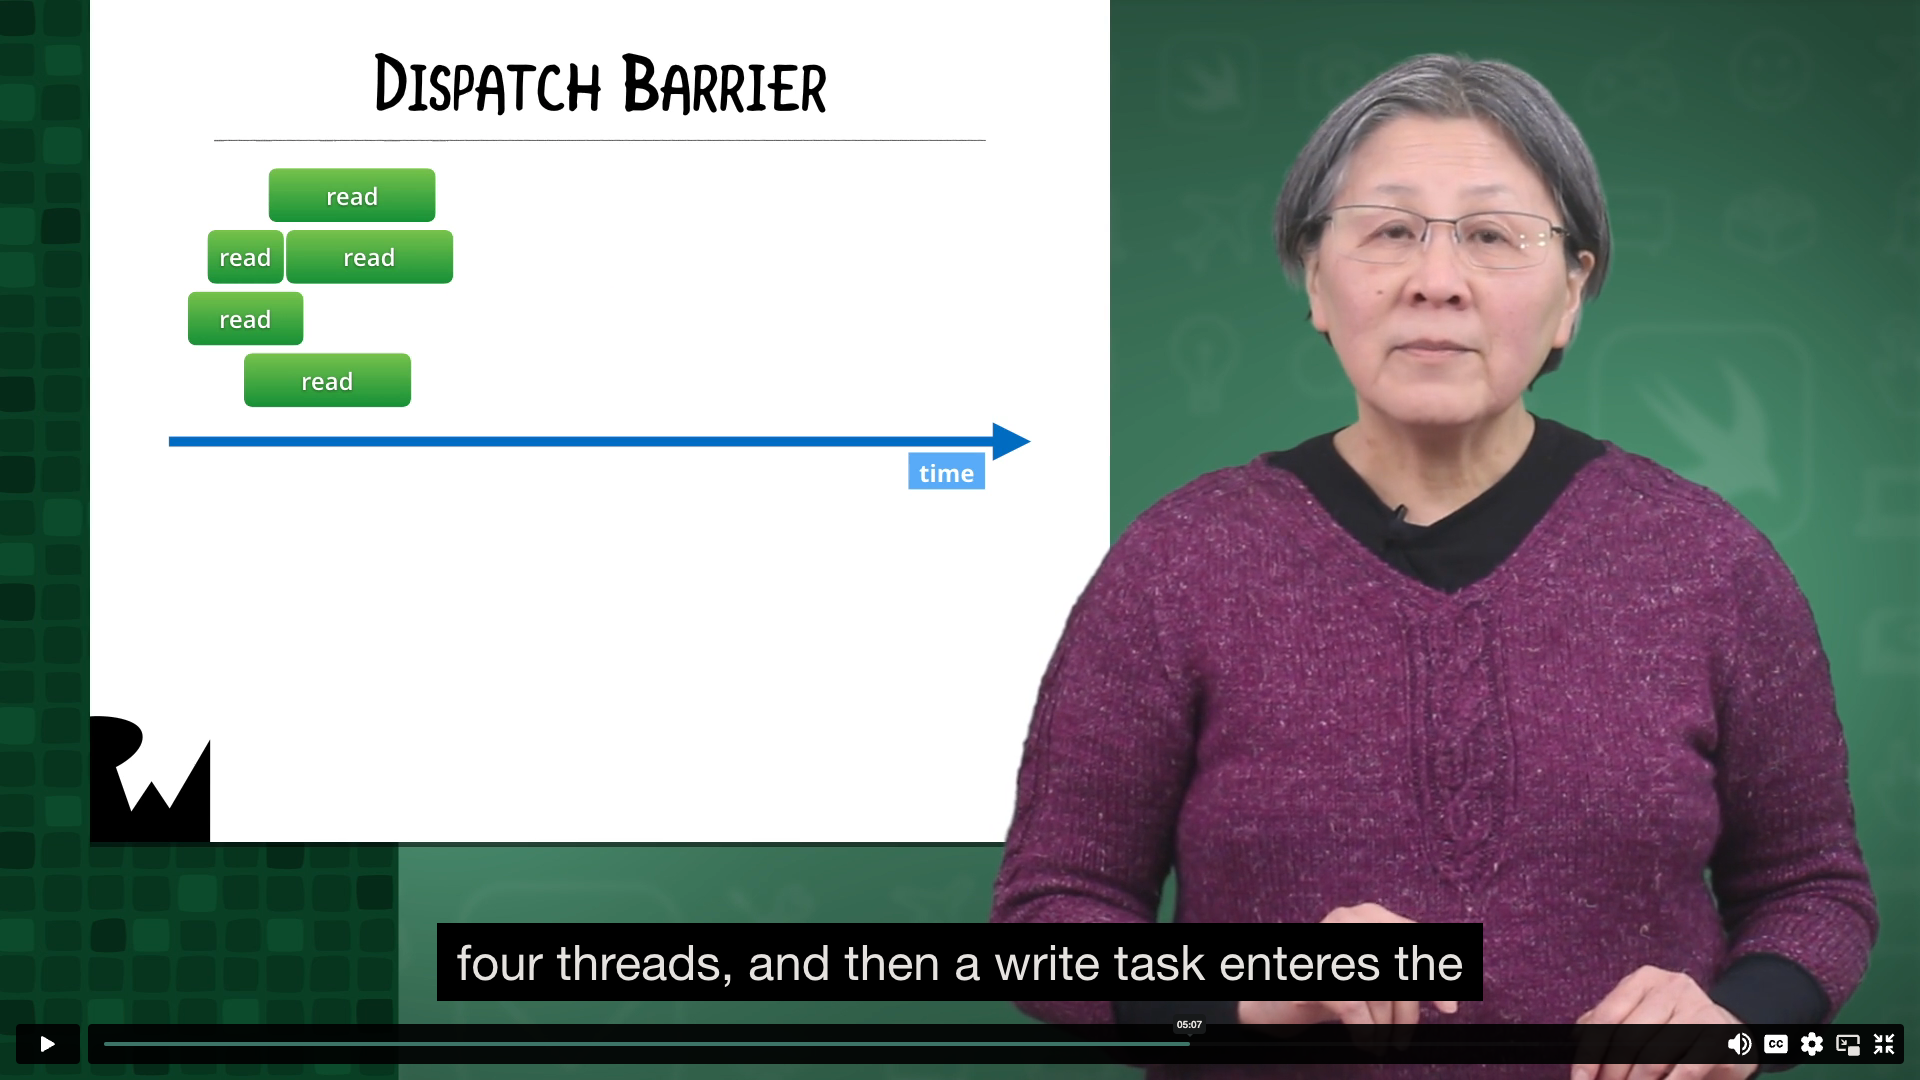 DISPATCH BARRIER
read
read read
read
read
time
four threads, and then a write task enteres the
05:07
CC